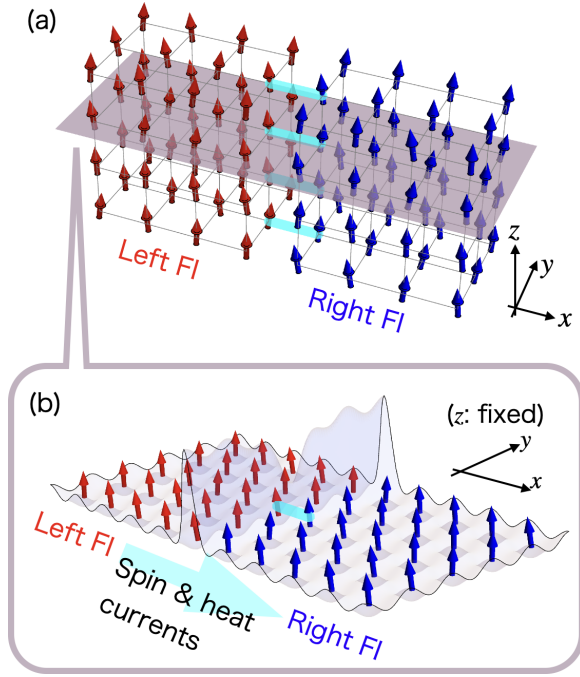 (a)
Left FI
Right FI
z
y
x
(b)
(z: fixed)
y
x
Left FI
Spin & heat
currents
Right FI